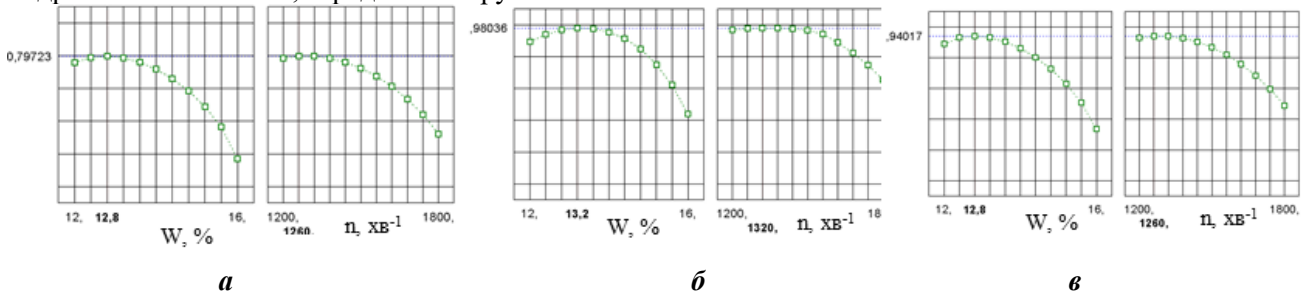 0,79723
12, 12,8 16,
W, %
1200, 1260. 1800,
n, хв-1
,98036
12, 13,2 16,
W, %
1200, 1320, 18
n, хв-1
,94017
12, 12,8 16,
W, %
1200, 1260, 1800,
n, хв-1
а
б
в